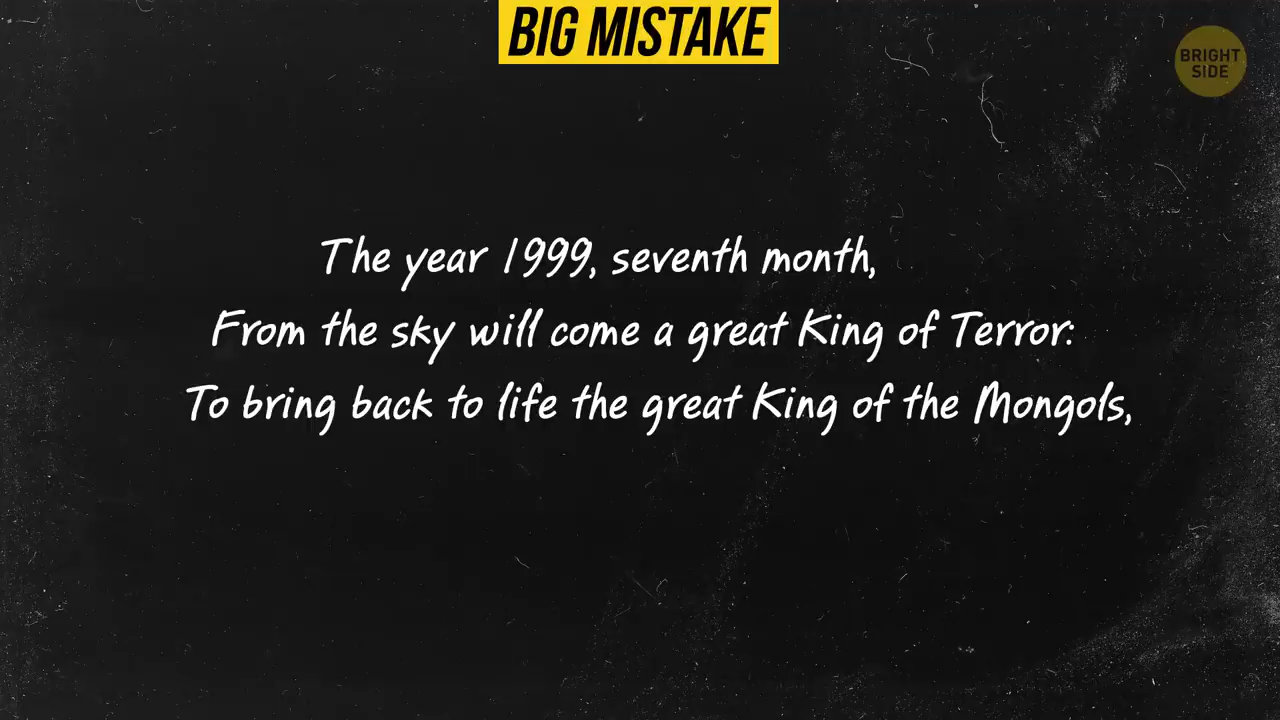 BIG MISTAKE
BRIGHT
SIDE
The year 1999, seventh month,
From the sky will come a great King of Terror:
To bring back to life the great King of the Mongols,